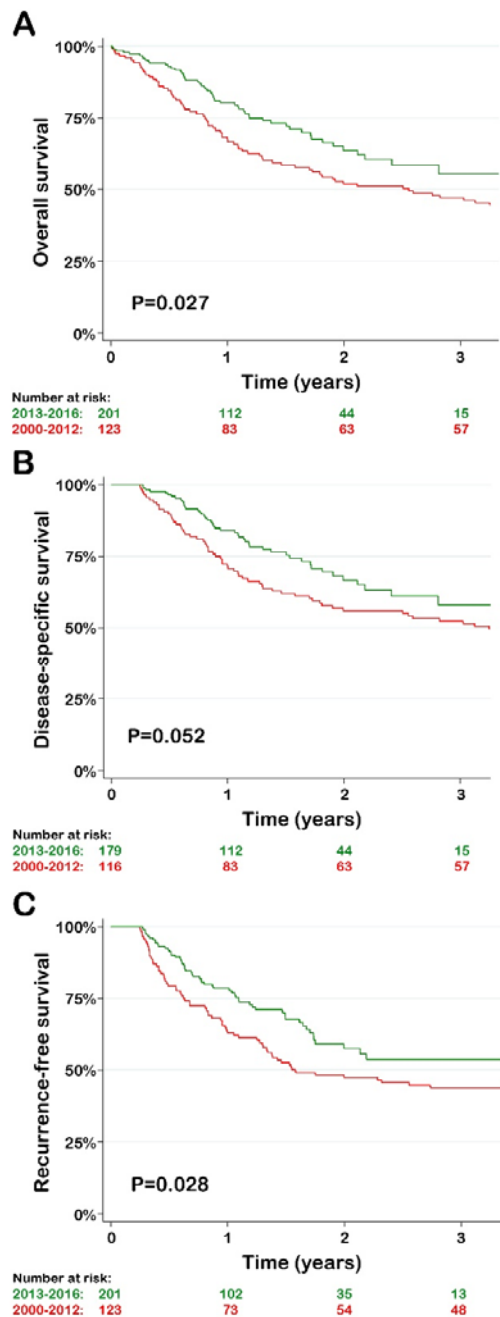 A
100%
75%
50%
25%
0%
Overall survival
P=0.027
0 1 2 3
Time (years)
Number at risk:
2013-2016: 201 112 44 15
2000-2012: 123 83 63 57
B
100%
75%
50%
25%
0%
Disease-specific survival
P=0.052
0 1 2 3
Time (years)
Number at risk:
2013-2016: 179 112 44 15
2000-2012: 116 83 63 57
C
100%
75%
50%
25%
0%
Recurrence-free survival
P=0.028
0 1 2 3
Time (years)
Number at risk:
2013-2016: 201 102 35 13
2000-2012: 123 73 54 48